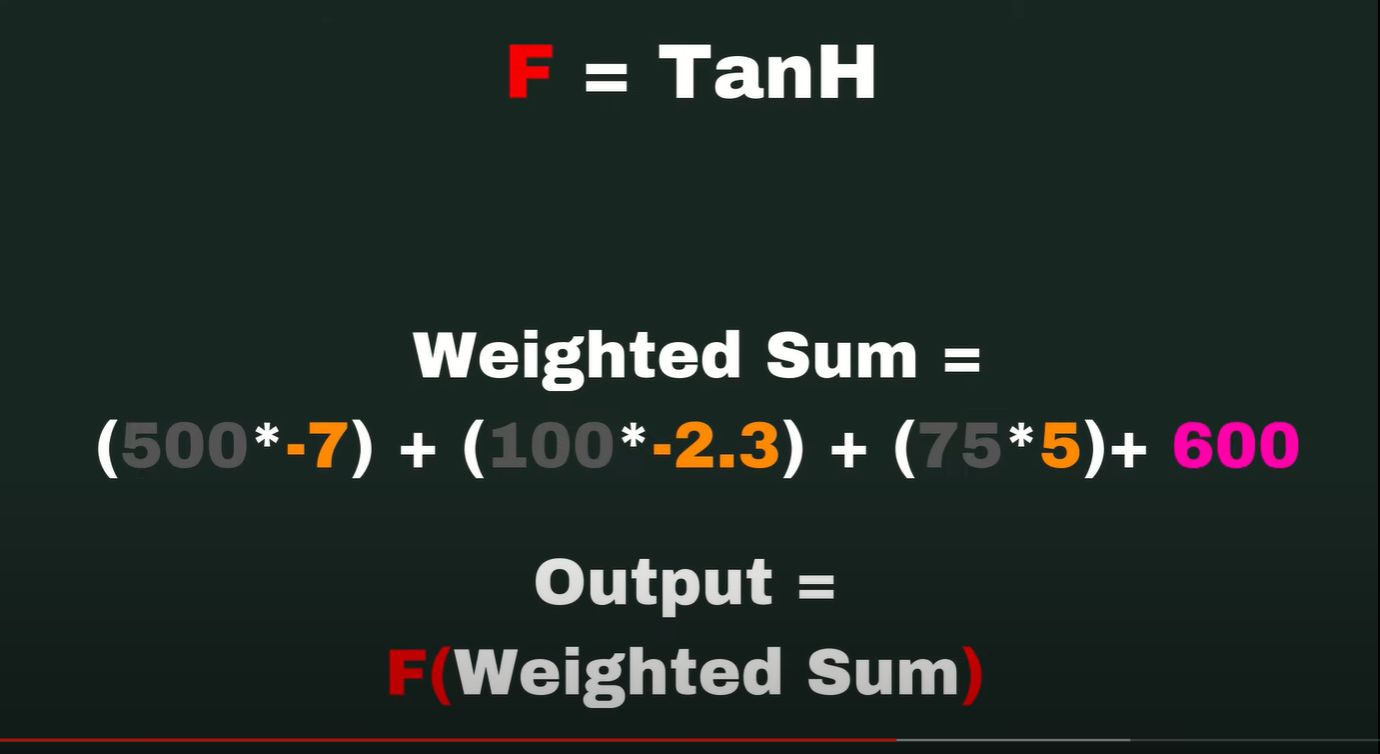 F = TanH
Weighted Sum =
(500*-7) + (100*-2.3) + (75*5)+ 600
Output =
F(Weighted Sum)